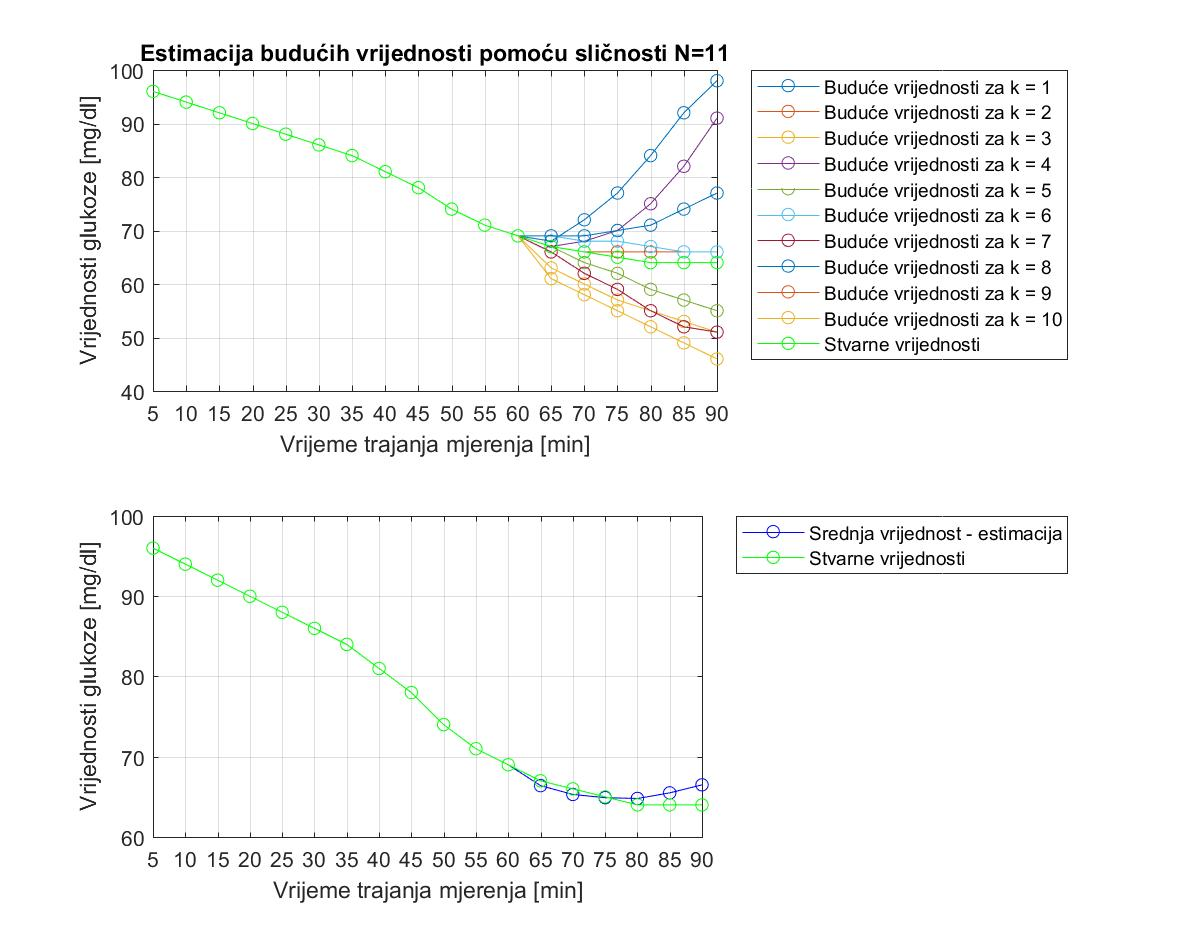 Estimacija budućih vrijednosti pomoću sličnosti N=11
100
90
80
70
60
50
40
Vrijednosti glukoze [mg/dl]
5 10 15 20 25 30 35 40 45 50 55 60 65 70 75 80 85 90
Vrijeme trajanja mjerenja [min]
Buduće vrijednosti za k = 1
Buduće vrijednosti za k = 2
Buduće vrijednosti za k = 3
Buduće vrijednosti za k = 4
Buduće vrijednosti za k = 5
Buduće vrijednosti za k = 6
Buduće vrijednosti za k = 7
Buduće vrijednosti za k = 8
Buduće vrijednosti za k = 9
Buduće vrijednosti za k = 10
Stvarne vrijednosti
100
90
80
70
60
Vrijednosti glukoze [mg/dl]
5 10 15 20 25 30 35 40 45 50 55 60 65 70 75 80 85 90
Vrijeme trajanja mjerenja [min]
Srednja vrijednost - estimacija
Stvarne vrijednosti